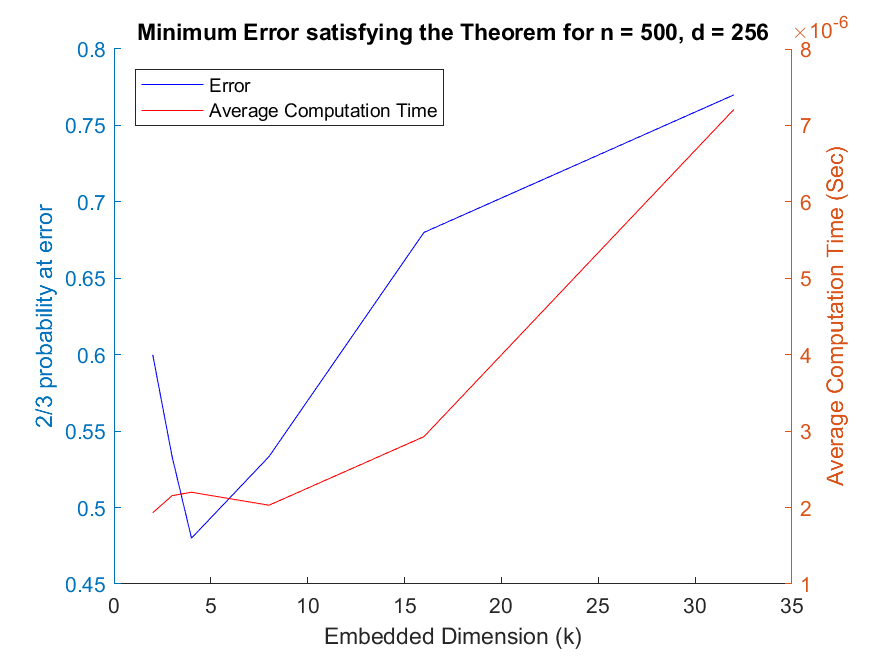 Minimum Error satisfying the Theorem for n = 500, d = 256
×10-6
Error
Average Computation Time
2/3 probability at error
0.8
0.75
0.7
0.65
0.6
0.55
0.5
0.45
8
7
6
5
4
3
2
1
Average Computation Time (Sec)
0 5 10 15 20 25 30 35
Embedded Dimension (k)